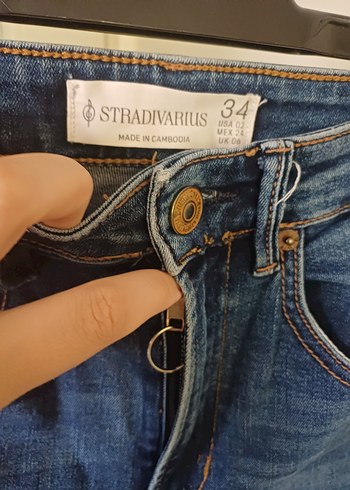 STRADIVARIUS
MADE IN CAMBODIA
34
USA 02
MEX 24
UK 06